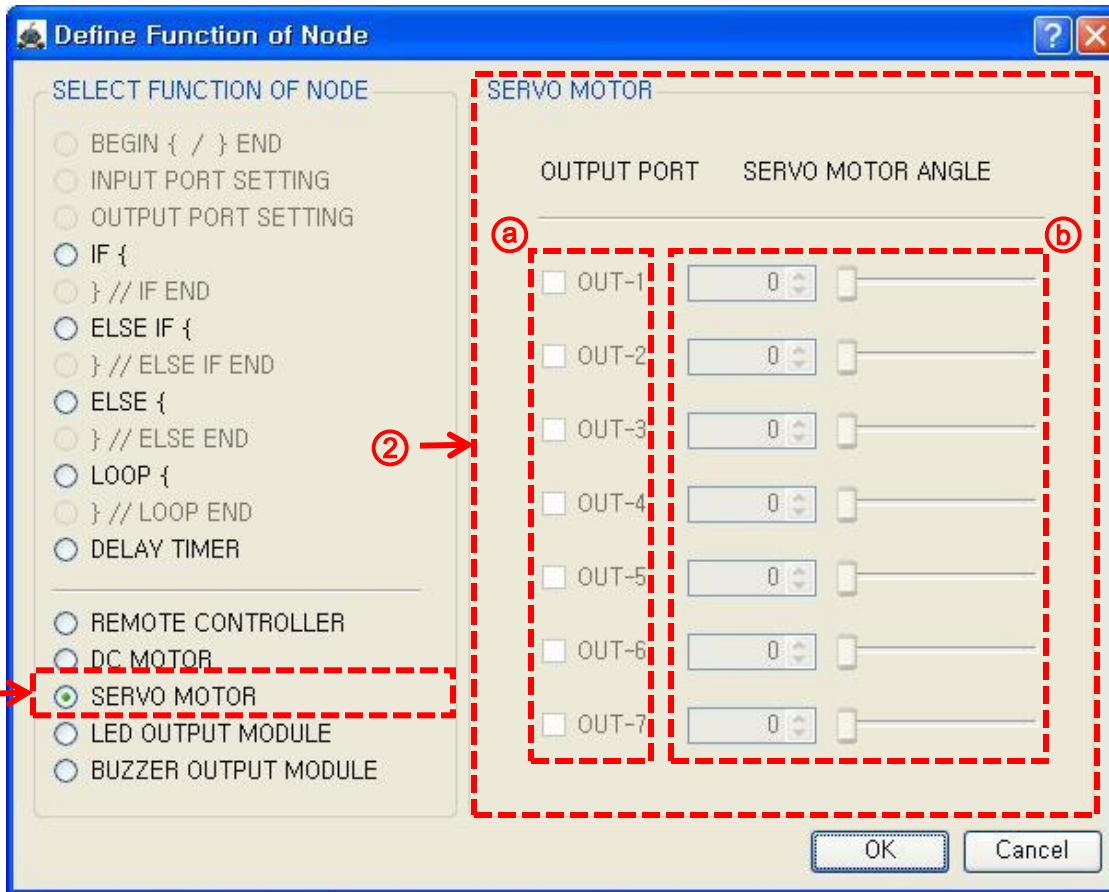 Define Function of Node
SELECT FUNCTION OF NODE
BEGIN { / } END
INPUT PORT SETTING
OUTPUT PORT SETTING
IF {
} // IF END
ELSE IF {
} // ELSE IF END
ELSE {
} // ELSE END
LOOP {
} // LOOP END
DELAY TIMER
REMOTE CONTROLLER
DC MOTOR
SERVO MOTOR
LED OUTPUT MODULE
BUZZER OUTPUT MODULE
②
SERVO MOTOR
OUTPUT PORT SERVO MOTOR ANGLE
ⓐ ⓑ
OUT-1 0
OUT-2 0
OUT-3 0
OUT-4 0
OUT-5 0
OUT-6 0
OUT-7 0
OK Cancel